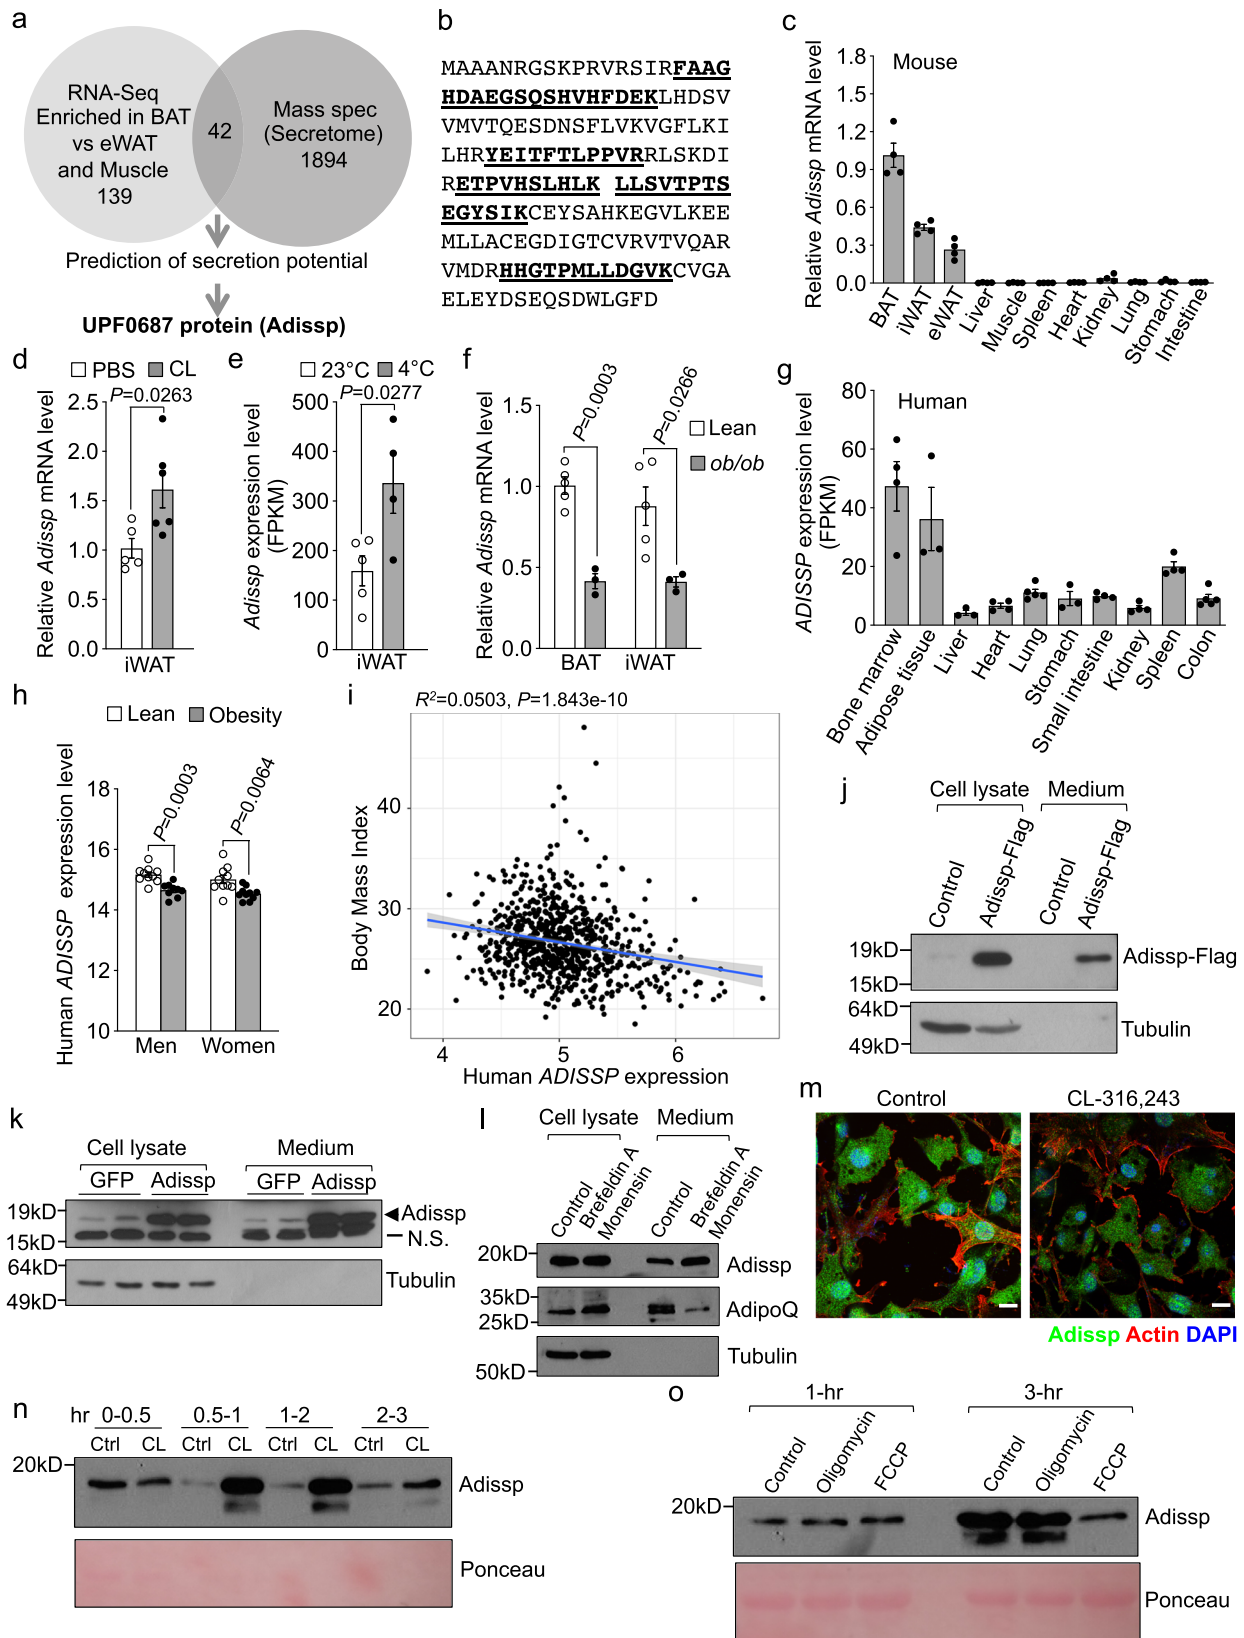 a
RNA-Seq
Enriched in BAT
vs eWAT
and Muscle
139
42
Mass spec
(Secretome)
1894
Prediction of secretion potential
UPF0687 protein (Adissp)
b
MAAANRGSKPRVRSIRFAAG
HDAEGSQSHVHFDEKLHDSV
VMVTQESDNSFLVKVGFLKI
LHRYEITFTLPPVRRLSKDI
RETPVHSLHLK LLSVTPTS
EGYSIKCEYSAHKEGVLKEE
MLLACEGDIGTCVRVTVQAR
VMDRHHGTPMLLDGVKCVGA
ELEYDSEQSDWLGFD
c
Mouse
Relative Adissp mRNA level
1.8
1.5
1.2
0.9
0.6
0.3
0
BAT
iWAT
eWAT
Liver
Muscle
Spleen
Heart
Kidney
Lung
Stomach
Intestine
d
PBS CL
P=0.0263
Relative Adissp mRNA level
2.5
2.0
1.5
1.0
0.5
0.0
iWAT
e
23°C 4°C
P=0.0277
Adissp expression level
(FPKM)
500
400
300
200
1800
0
iWAT
f
P=0.0003
P=0.0266
Lean
ob/ob
Relative Adissp mRNA level
1.5
1.0
0.5
0.0
BAT iWAT
g
Human
ADISSP expression level
(FPKM)
80
60
40
20
0
Bone marrow
Adipose tissue
Liver
Heart
Lung
Stomach
Small intestine
Kidney
Spleen
Colon
h
Lean Obesity
P=0.0003
P=0.0064
Human ADISSP expression level
18
16
14
12
10
Men Women
i
R²=0.0503, P=1.843e-10
Body Mass Index
40
30
20
4 5 6
Human ADISSP expression
j
Cell lysate Medium
Control
Adissp-Flag
Control
Adissp-Flag
19kD
15kD
Adissp-Flag
64kD
49kD
Tubulin
k
Cell lysate Medium
GFP Adissp GFP Adissp
19kD
15kD
Adissp
N.S.
64kD
49kD
Tubulin
l
Cell lysate Medium
Control
Brefeldin A
Monensin
Control
Brefeldin A
Monensin
20kD
Adissp
35kD
25kD
AdipoQ
50kD
Tubulin
m
Control CL-316,243
Adissp Actin DAPI
n
hr 0-0.5 0.5-1 1-2 2-3
Ctrl CL Ctrl CL Ctrl CL Ctrl CL
20kD
Adissp
Ponceau
o
1-hr 3-hr
Control
Oligomycin
FCCP
Control
Oligomycin
FCCP
20kD
Adissp
Ponceau